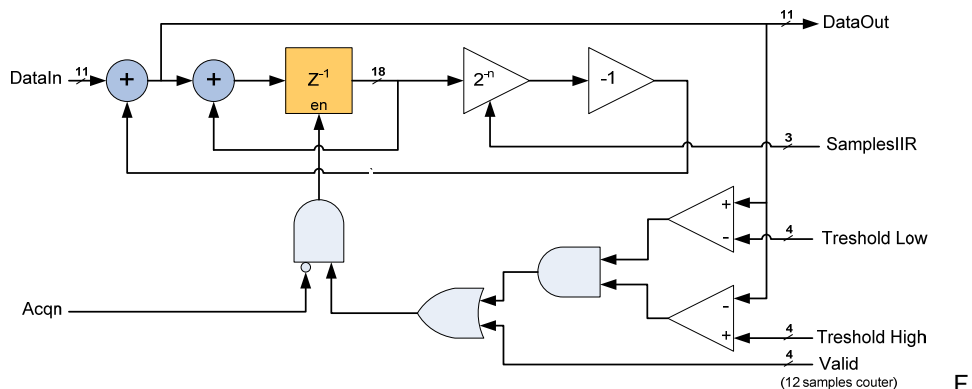 11 DataOut
DataIn 11 + + Z-1 18 2-n -1
en
3 SamplesIIR
+
- 4 Treshold Low
-
Acqn
+ 4 Treshold High
4 Valid
(12 samples couter) F